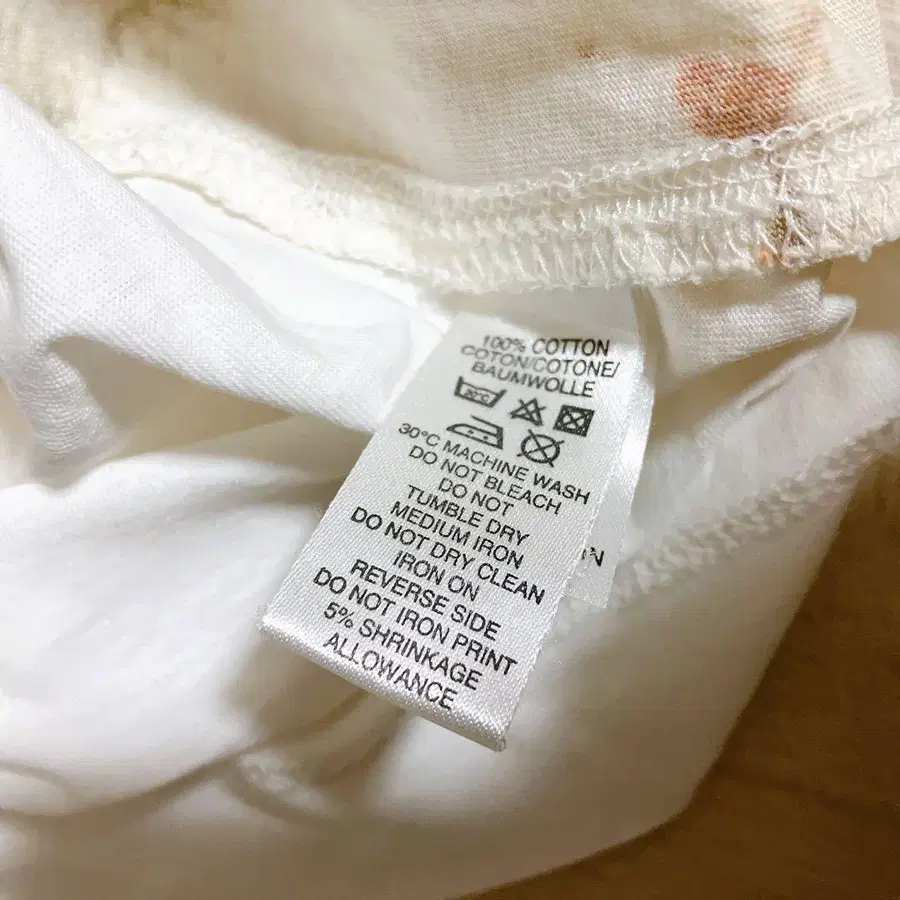 100% COTTON
COTON/COTONE/
BAUMWOLLE
30°C
30°C MACHINE WASH
DO NOT BLEACH
DO NOT
TUMBLE DRY
MEDIUM IRON
DO NOT DRY CLEAN
IRON ON
REVERSE SIDE
DO NOT IRON PRINT
5% SHRINKAGE
ALLOWANCE